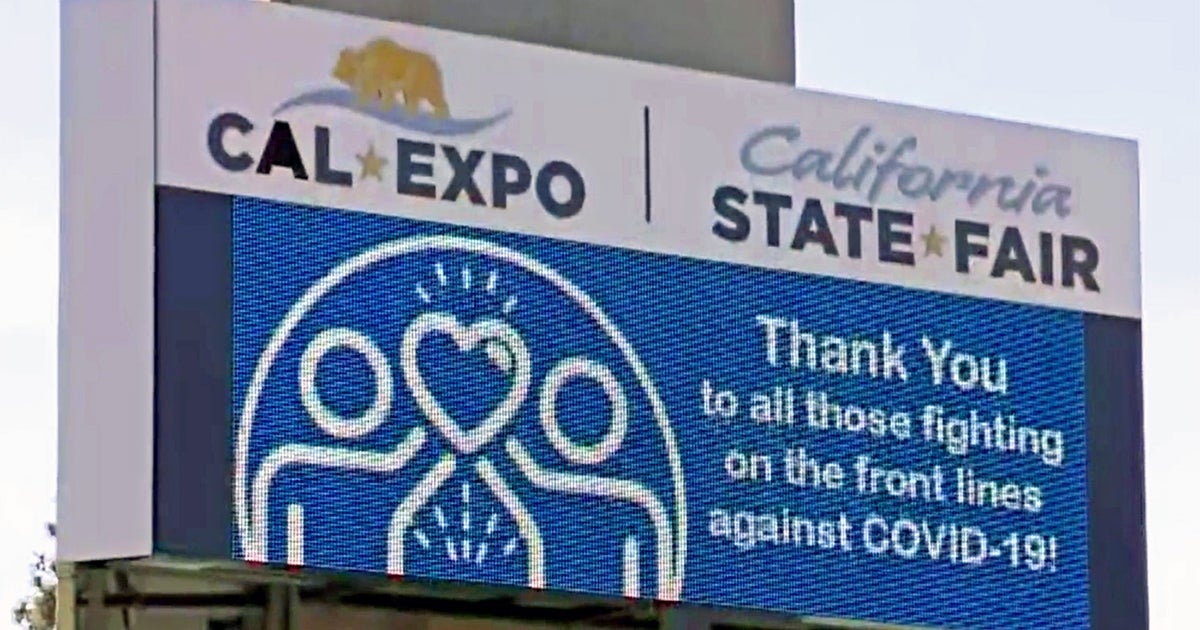 CAL★EXPO
California
STATE★FAIR
Thank You
to all those fighting
on the front lines
against COVID-19!